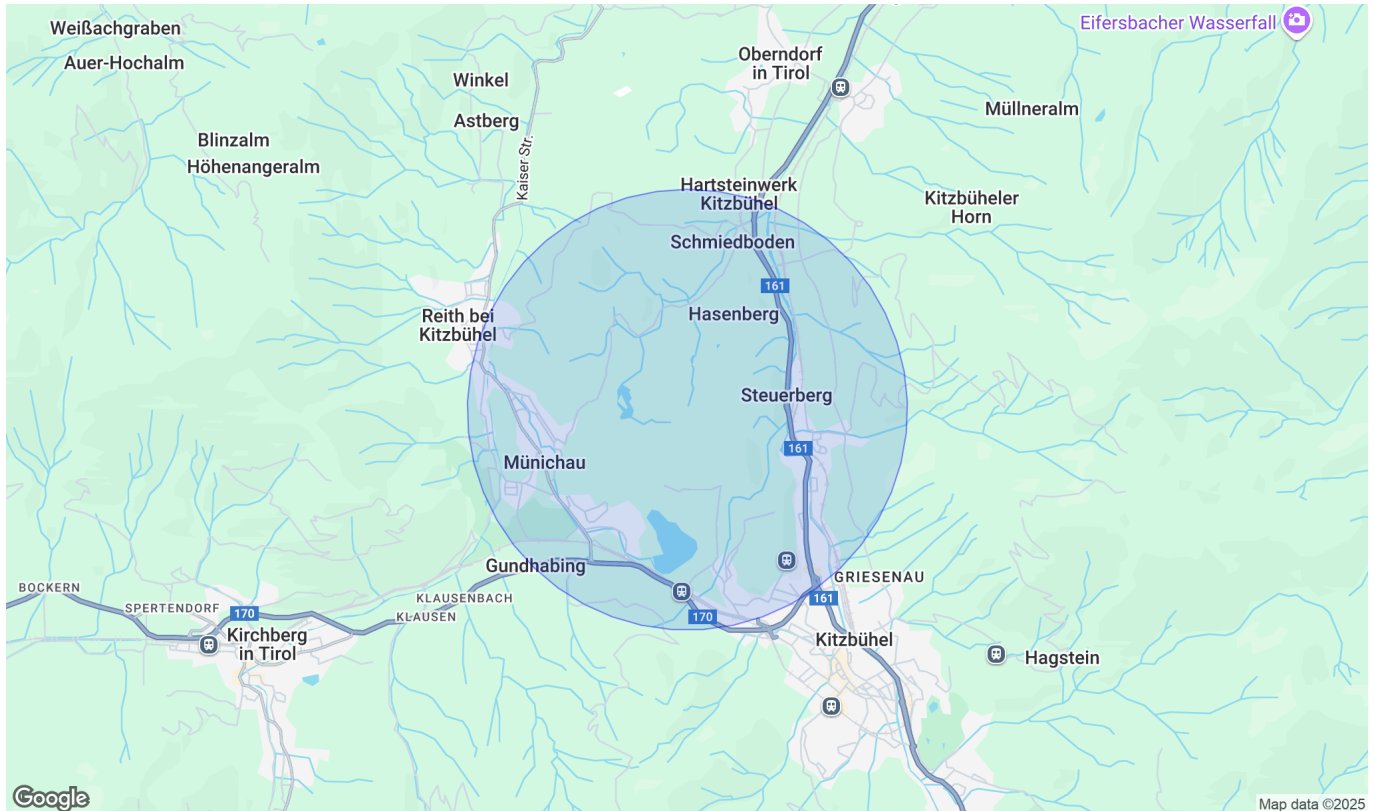 Weißachgraben
Eifersbacher Wasserfall
Auer-Hochalm
Oberndorf
in Tirol
Winkel
Müllneralm
Astberg
Blinzalm
Höhenangeralm
Kaiser Str.
Hartsteinwerk
Kitzbühel
Kitzbüheler
Horn
Schmiedboden
161
Reith bei
Kitzbühel
Hasenberg
Steuerberg
161
Münichau
Gundhabing
GRIESENAU
BOCKERN
KLAUSENBACH
161
SPERTENDORF
170
KLAUSEN
170
Kirchberg
in Tirol
Kitzbühel
Hagstein
Google
Map data ©2025